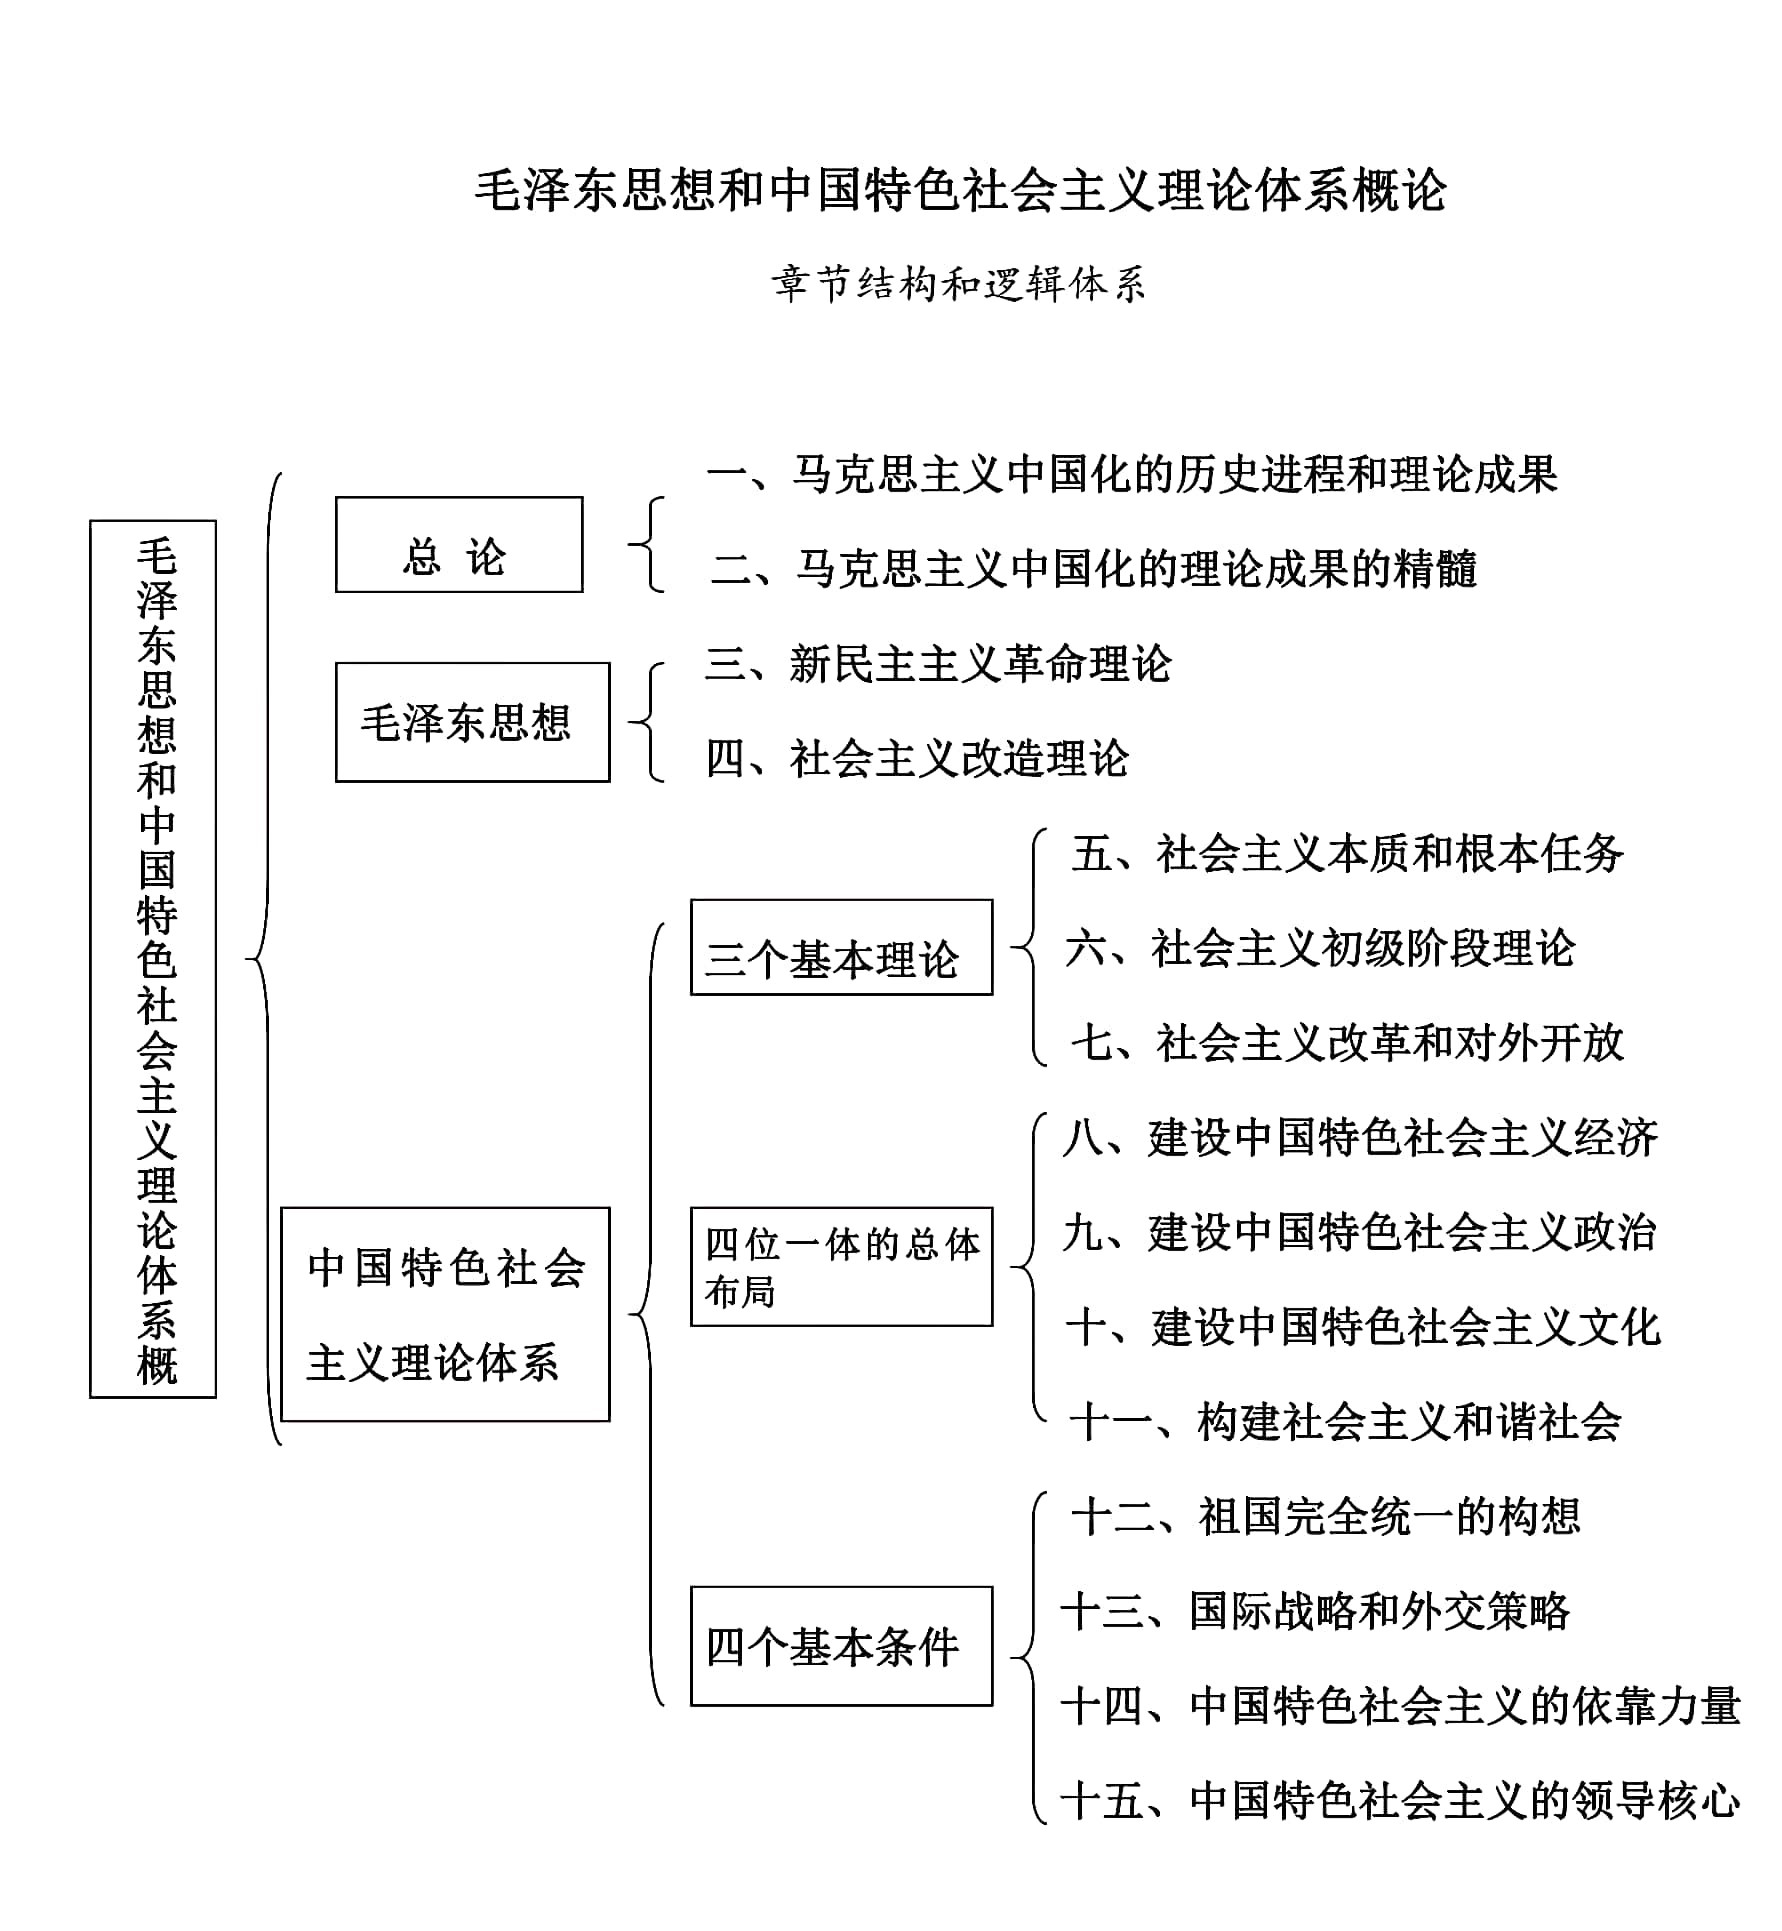 毛泽东思想和中国特色社会主义理论体系概论
章节结构和逻辑体系
毛泽东思想和中国特色社会主义理论体系概
总 论
一、马克思主义中国化的历史进程和理论成果
二、马克思主义中国化的理论成果的精髓
毛泽东思想
三、新民主主义革命理论
四、社会主义改造理论
中国特色社会
主义理论体系
三个基本理论
五、社会主义本质和根本任务
六、社会主义初级阶段理论
七、社会主义改革和对外开放
四位一体的总体
布局
八、建设中国特色社会主义经济
九、建设中国特色社会主义政治
十、建设中国特色社会主义文化
十一、构建社会主义和谐社会
四个基本条件
十二、祖国完全统一的构想
十三、国际战略和外交策略
十四、中国特色社会主义的依靠力量
十五、中国特色社会主义的领导核心